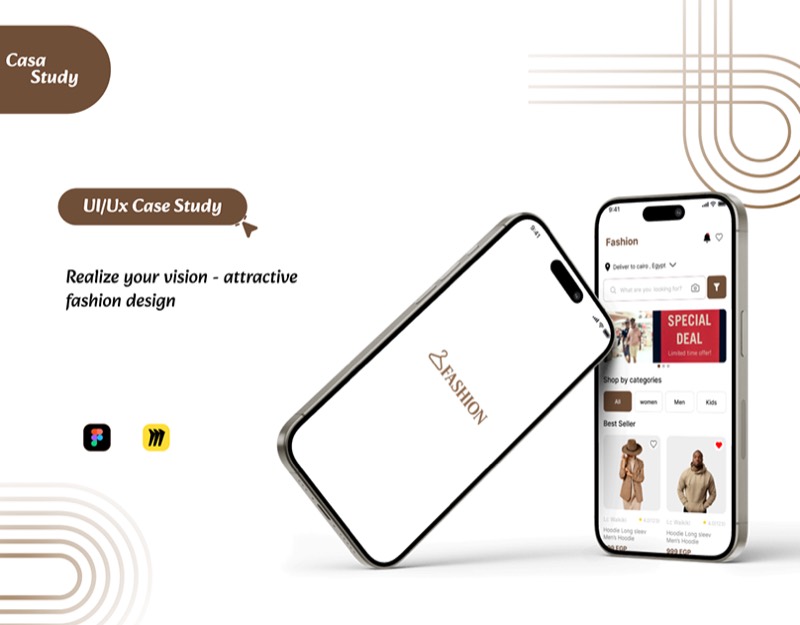 Casa
Study
UI/Ux Case Study
Realize your vision - attractive
fashion design
9:41
FASHION
9:41
Fashion
Deliver to cairo , Egypt
What are you looking for?
SPECIAL
DEAL
Limited time offer!
Shop by categories
All
women
Men
Kids
Best Seller
Hoodie Long sleev
Men's Hoodie
Hoodie Long sleev
Men's Hoodie
999 EGP